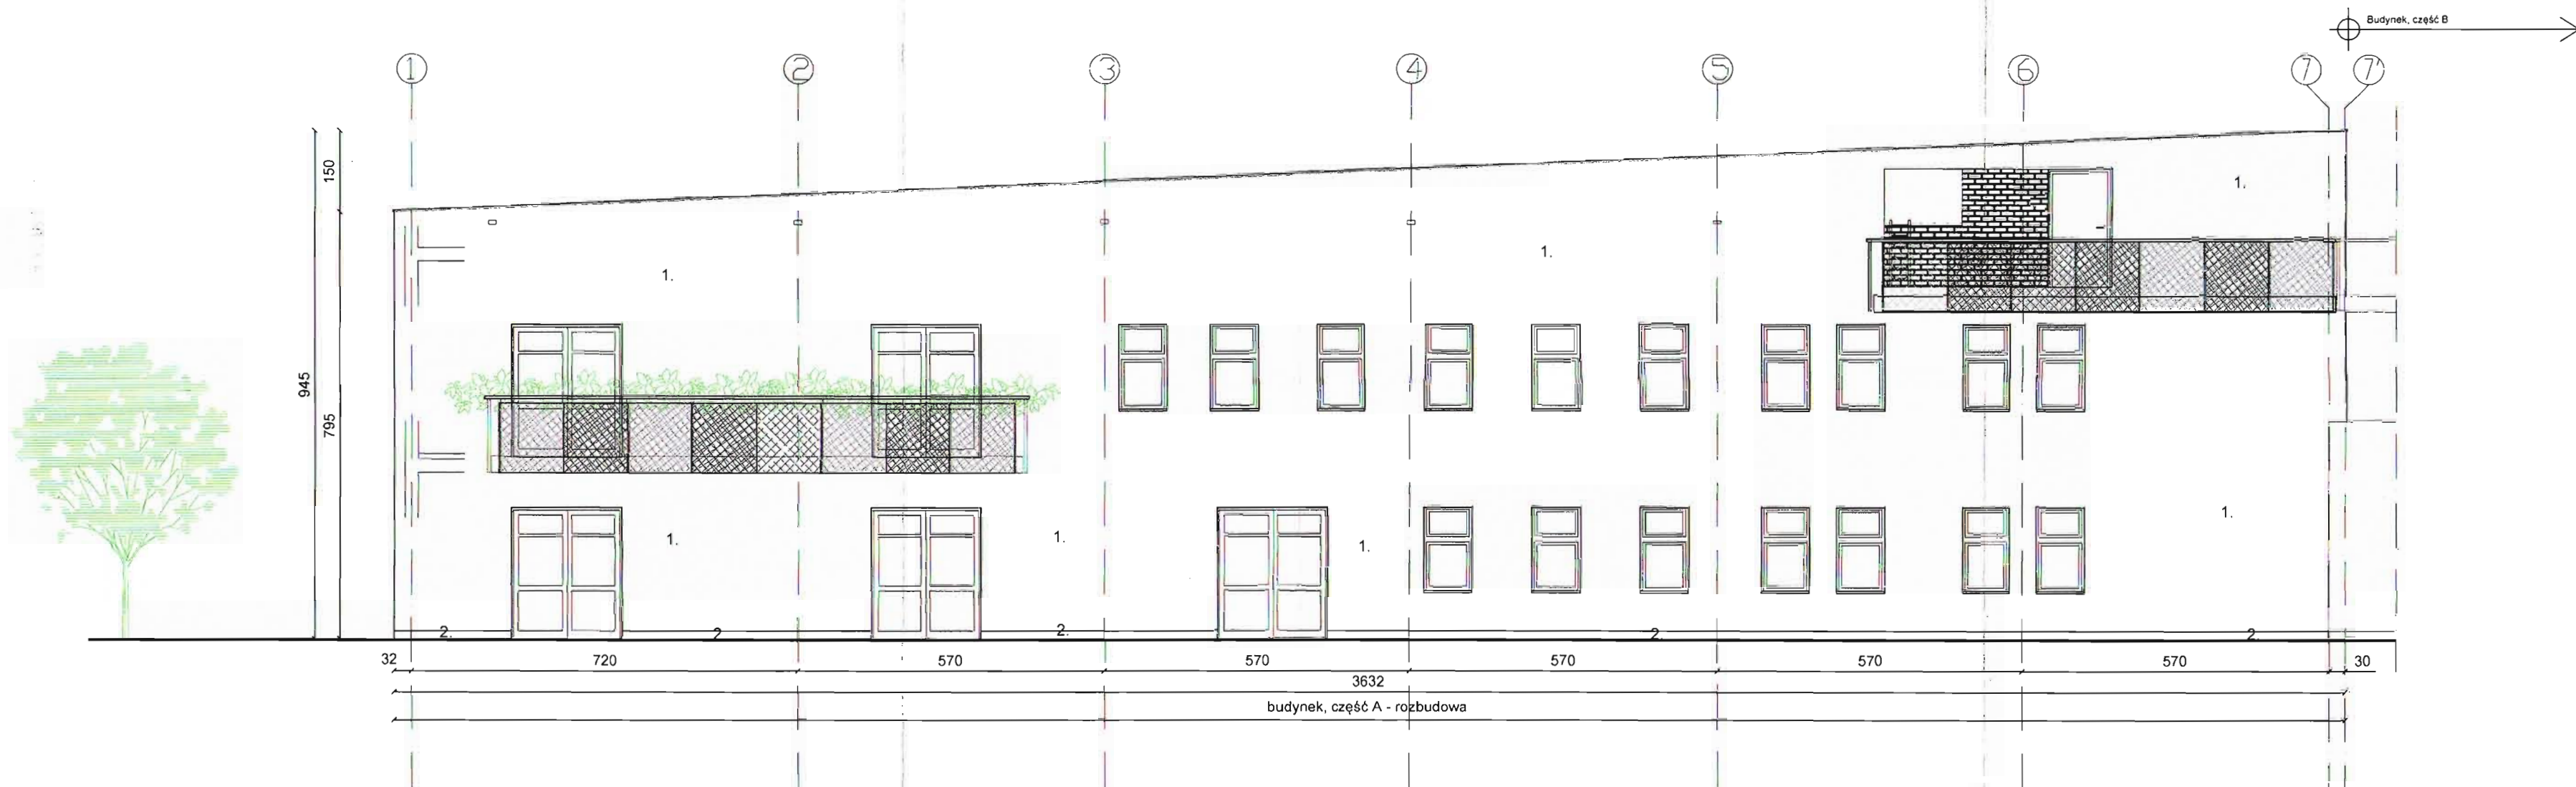 Budynek, część B
1 2 3 4 5 6 7 7'
150
1.
1.
1.
945
795
1.
1.
1.
1.
2. 2. 2. 2. 2.
32 720 570 570 570 570 570 30
3632
budynek, część A - rozbudowa